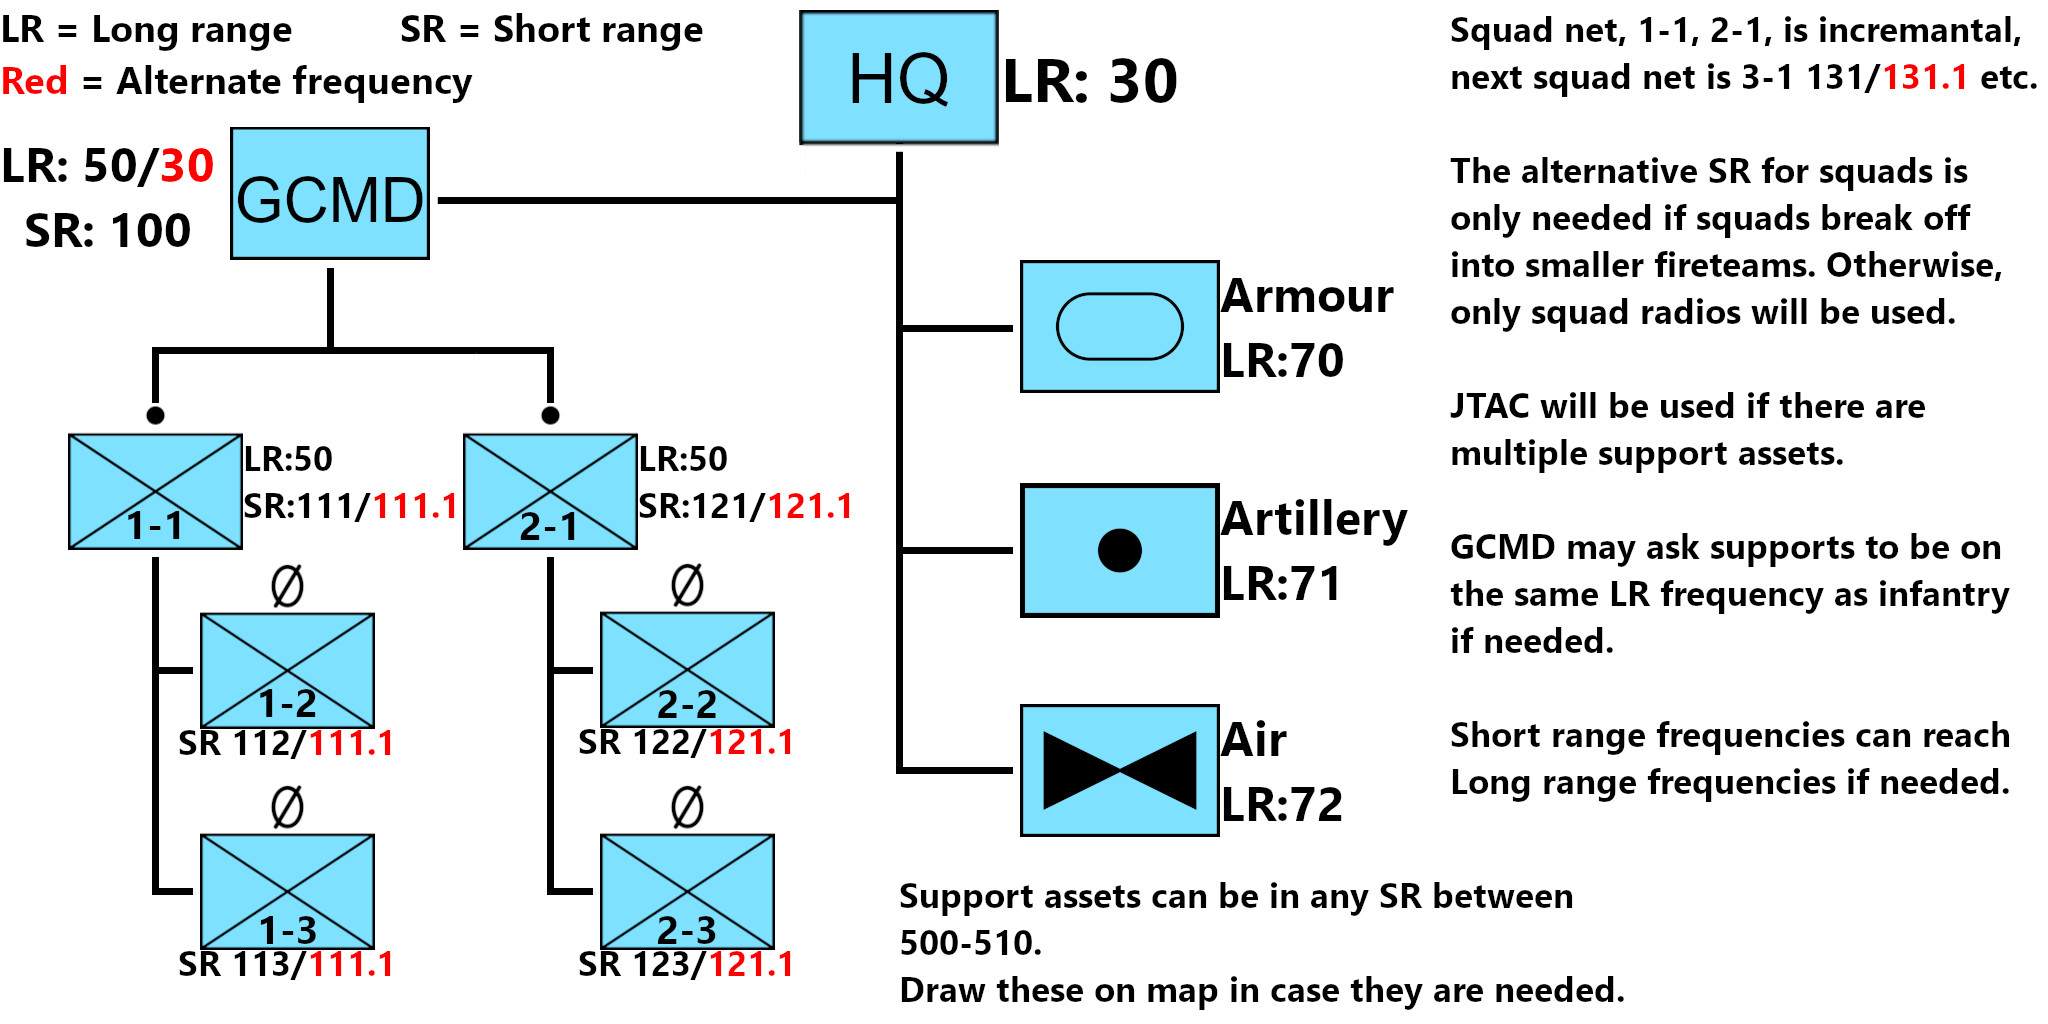 LR = Long range
SR = Short range
Red = Alternate frequency
HQ
LR: 30
LR: 50/30
SR: 100
GCMD
1-1
LR:50
SR:111/111.1
2-1
LR:50
SR:121/121.1
Ø
1-2
SR 112/111.1
Ø
2-2
SR 122/121.1
Ø
1-3
SR 113/111.1
Ø
2-3
SR 123/121.1
Armour
LR:70
Artillery
LR:71
Air
LR:72
Squad net, 1-1, 2-1, is incremantal,
next squad net is 3-1 131/131.1 etc.
The alternative SR for squads is
only needed if squads break off
into smaller fireteams. Otherwise,
only squad radios will be used.
JTAC will be used if there are
multiple support assets.
GCMD may ask supports to be on
the same LR frequency as infantry
if needed.
Short range frequencies can reach
Long range frequencies if needed.
Support assets can be in any SR between
500-510.
Draw these on map in case they are needed.